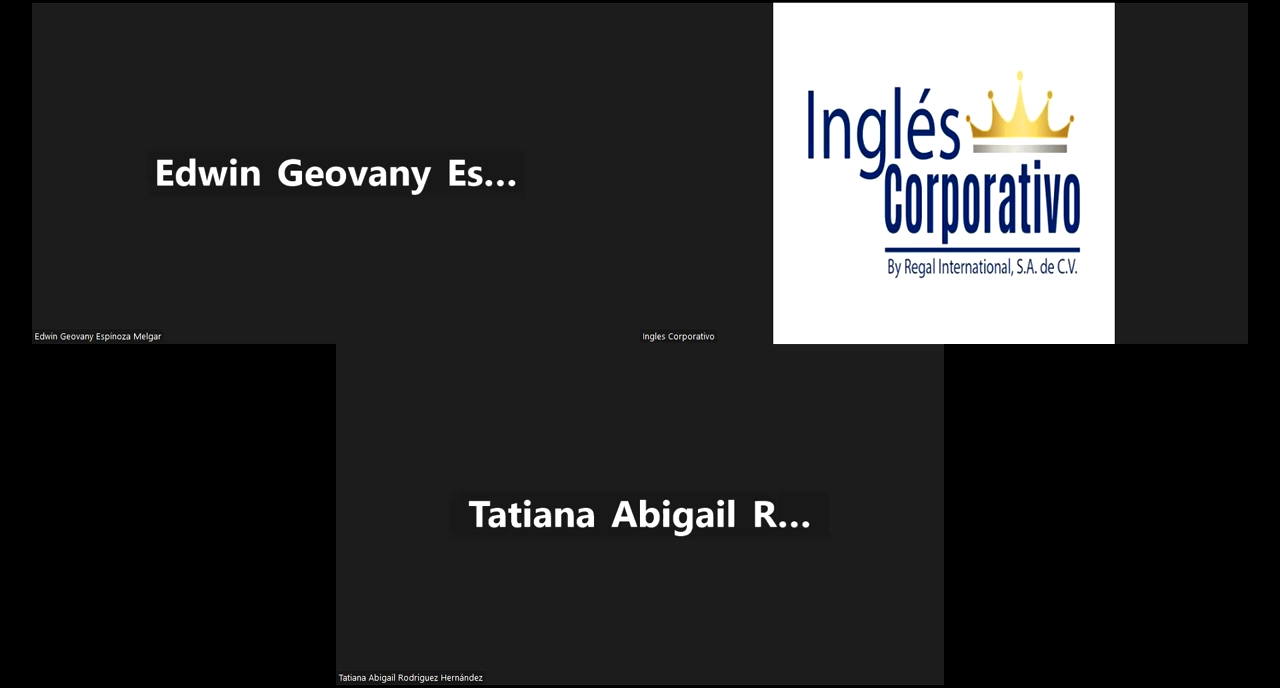 Edwin Geovany Es...
Edwin Geovany Espinoza Melgar
Inglés
Corporativo
By Regal International, S.A. de C.V.
Ingles Corporativo
Tatiana Abigail R...
Tatiana Abigail Rodriguez Hernández